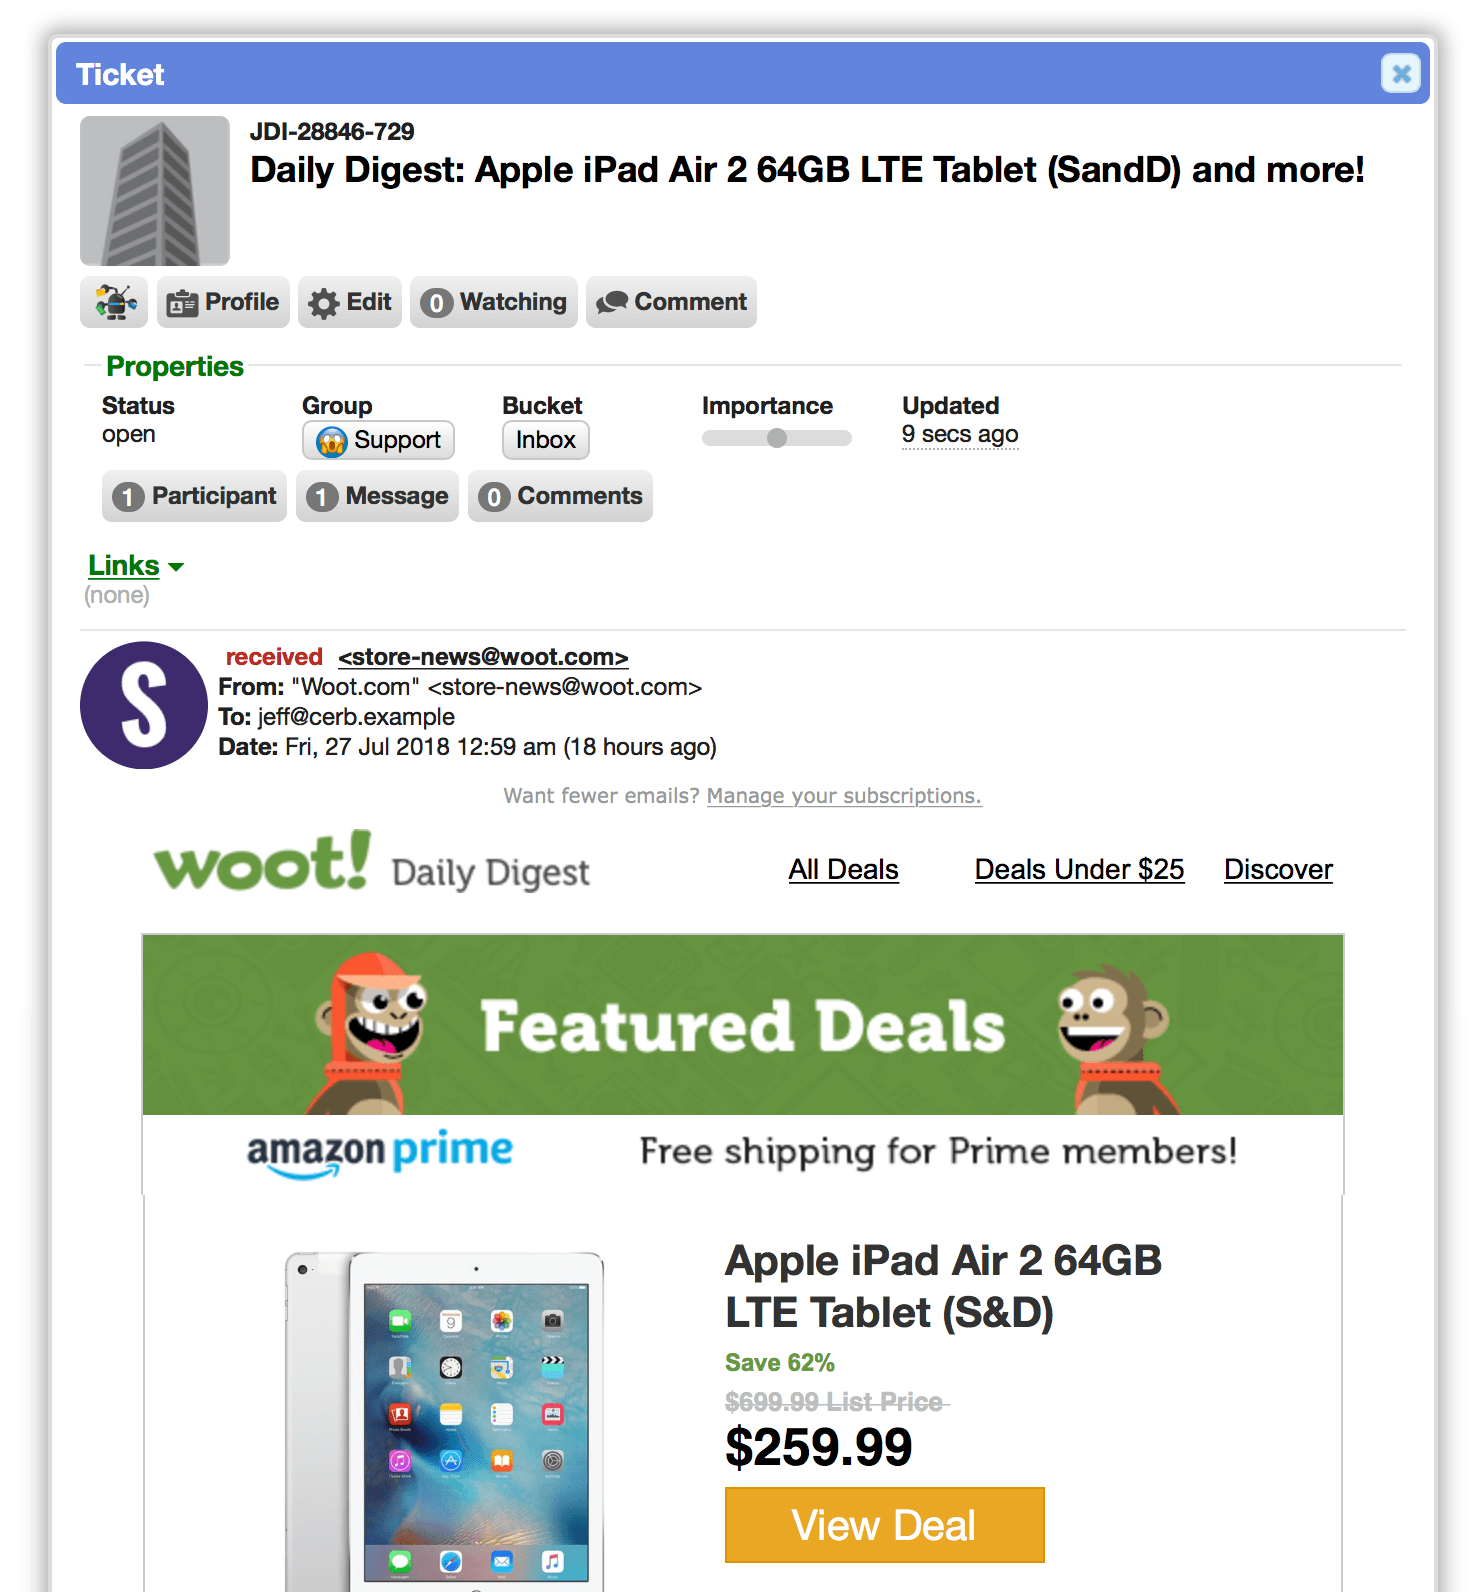 Ticket
JDI-28846-729
Daily Digest: Apple iPad Air 2 64GB LTE Tablet (SandD) and more!
Profile Edit 0 Watching Comment
Properties
Status Group Bucket Importance Updated
open Support Inbox 9 secs ago
1 Participant 1 Message 0 Comments
Links
(none)
S
received <store-news@woot.com>
From: "Woot.com" <store-news@woot.com>
To: jeff@cerb.example
Date: Fri, 27 Jul 2018 12:59 am (18 hours ago)
Want fewer emails? Manage your subscriptions.
woot! Daily Digest All Deals Deals Under $25 Discover
Featured Deals
amazon prime Free shipping for Prime members!
Apple iPad Air 2 64GB
LTE Tablet (S&D)
Save 62%
$699.99 List Price
$259.99
View Deal